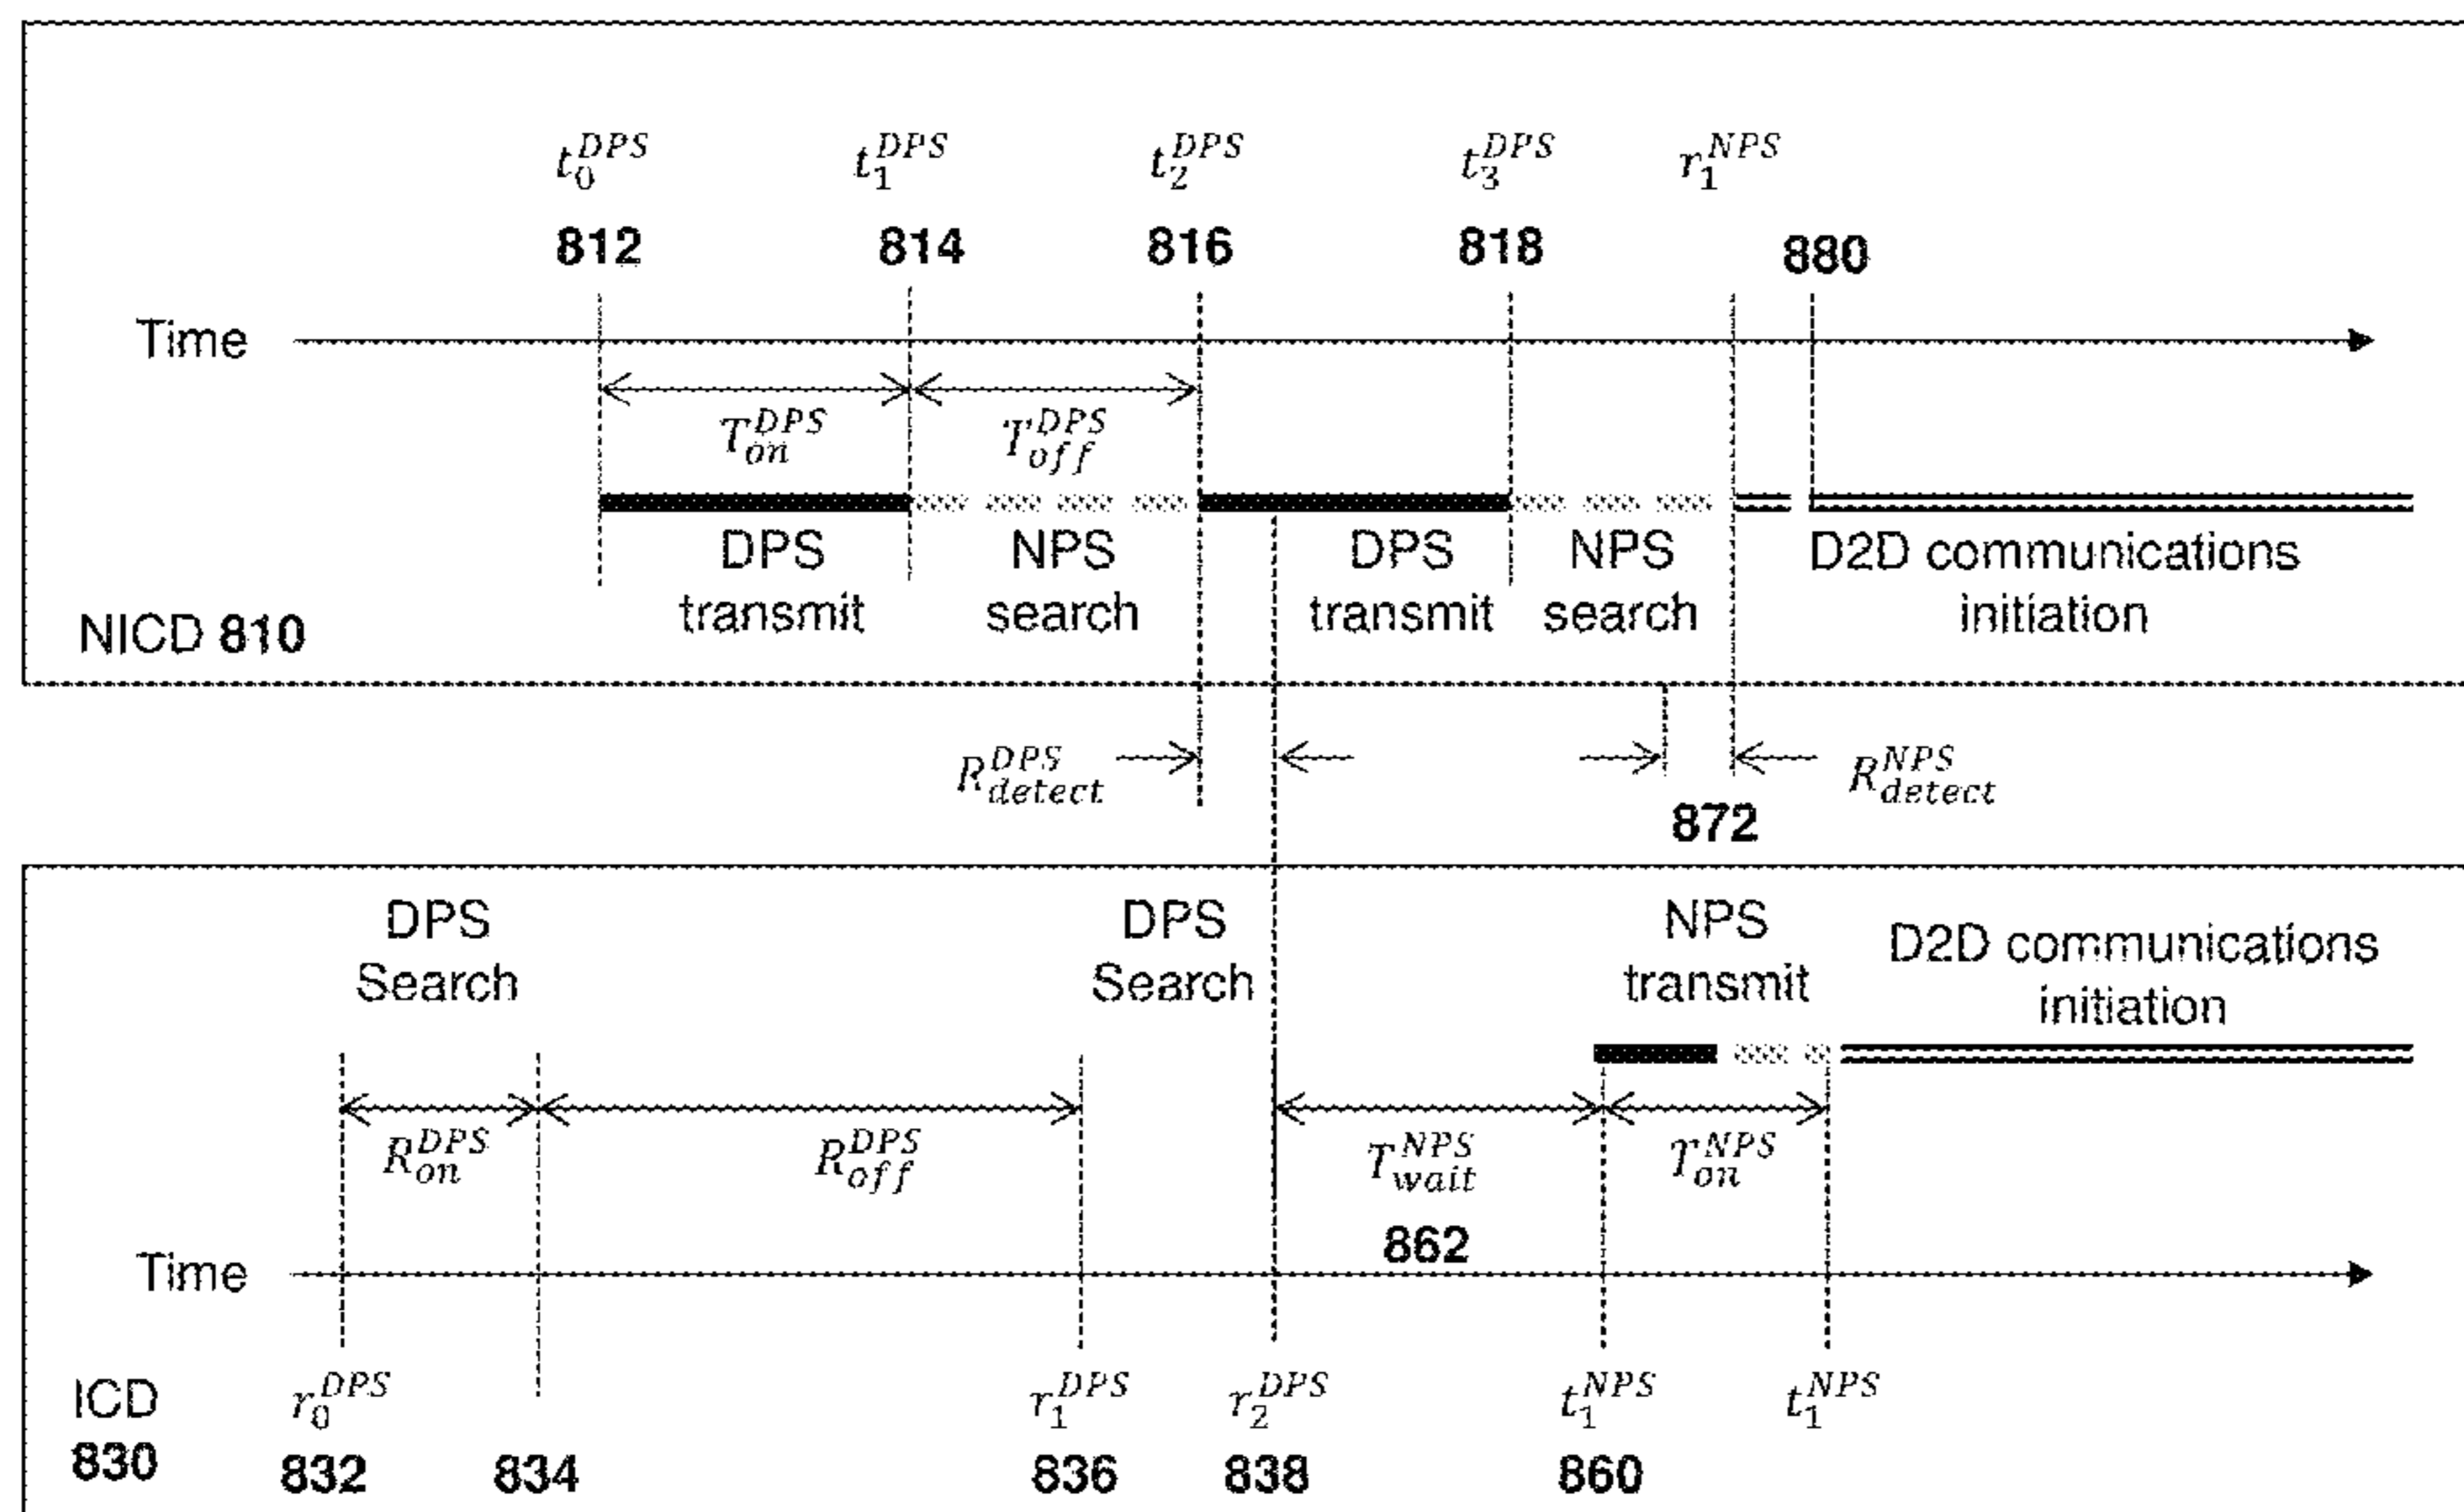 t_0^{DPS} t_1^{DPS} t_2^{DPS} t_3^{DPS} r_1^{NPS}
812 814 816 818 880
Time
T_{on}^{DPS} T_{off}^{DPS}
DPS NPS DPS NPS D2D communications
transmit search transmit search initiation
NICD 810
R_{detect}^{DPS} R_{detect}^{NPS}
872
DPS DPS NPS D2D communications
Search Search transmit initiation
R_{on}^{DPS} R_{off}^{DPS} T_{wait}^{NPS} T_{on}^{NPS}
862
Time
ICD r_0^{DPS} r_1^{DPS} r_2^{DPS} t_1^{NPS} t_1^{NPS}
830 832 834 836 838 860